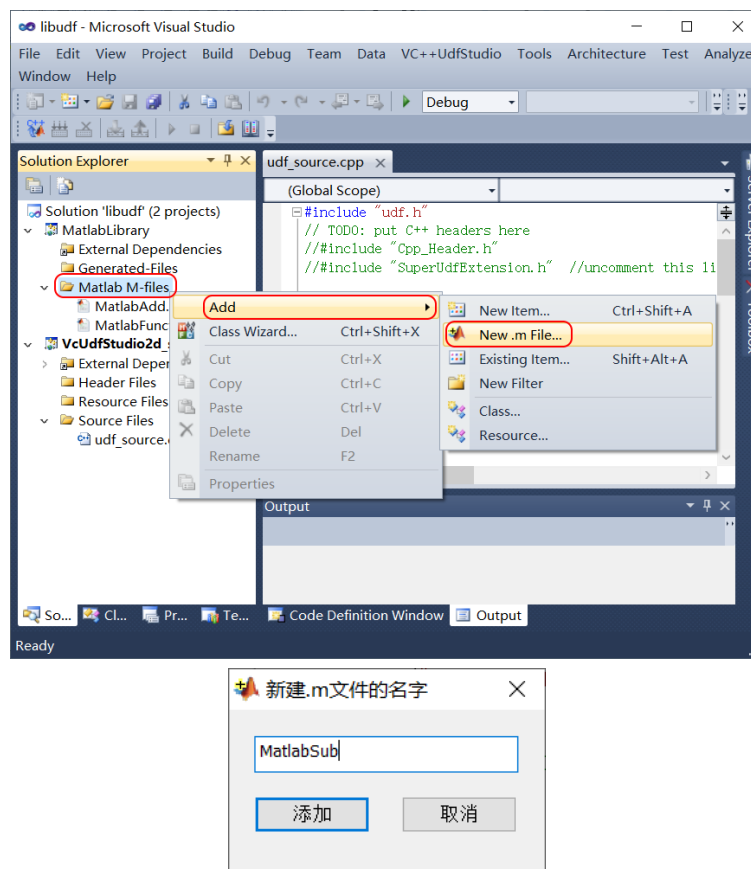 libudf - Microsoft Visual Studio
File Edit View Project Build Debug Team Data VC++UdfStudio Tools Architecture Test Analyze
Window Help
Debug
Solution Explorer
udf_source.cpp
(Global Scope)
Solution 'libudf' (2 projects)
MatlabLibrary
External Dependencies
Generated-Files
Matlab M-files
MatlabAdd.
MatlabFunc
VcUdfStudio2d_s
External Deper
Header Files
Resource Files
Source Files
udf_source.
#include "udf.h"
// TODO: put C++ headers here
//#include "Cpp_Header.h"
//#include "SuperUdfExtension.h" //uncomment this li
Add
Class Wizard... Ctrl+Shift+X
Cut Ctrl+X
Copy Ctrl+C
Paste Ctrl+V
Delete Del
Rename F2
Properties
New Item... Ctrl+Shift+A
New .m File...
Existing Item... Shift+Alt+A
New Filter
Class...
Resource...
Output
So... Cl... Pr... Te... Code Definition Window Output
Ready
Server Explorer
Toolbox
新建.m文件的名字
MatlabSub
添加 取消